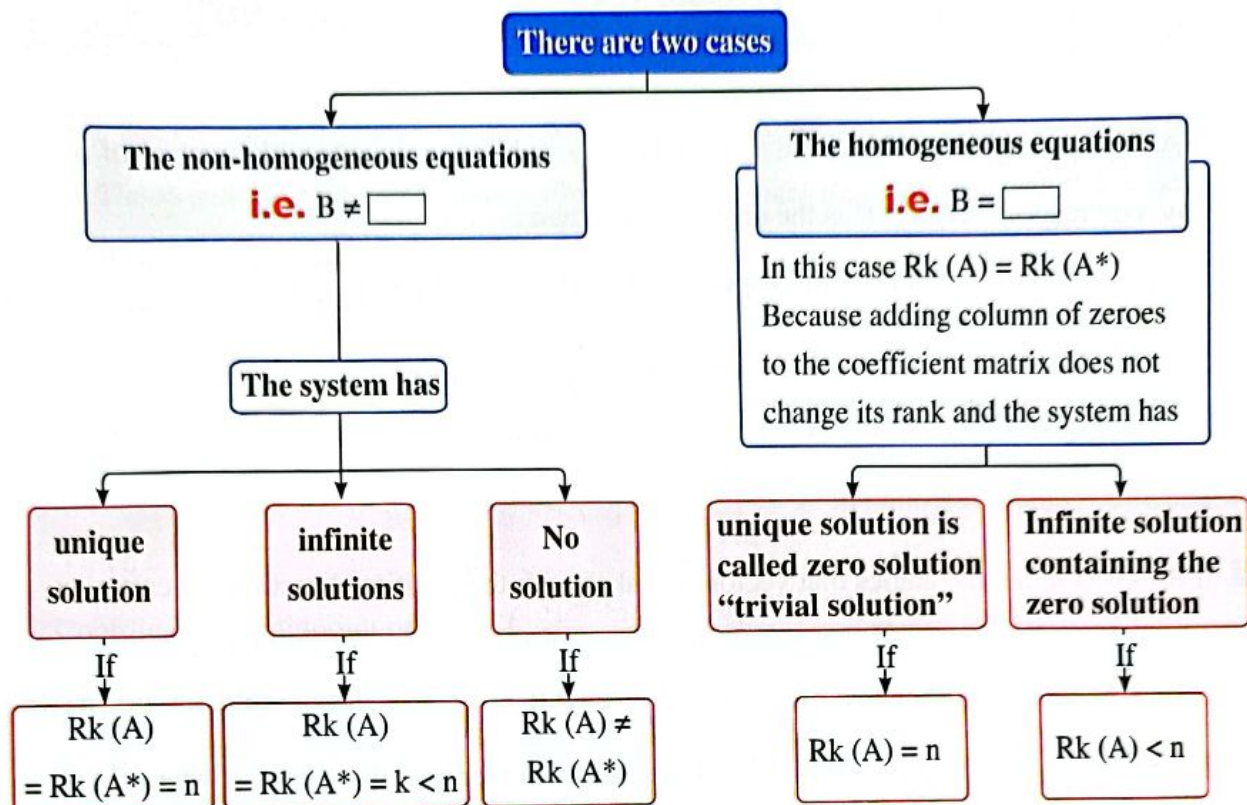 There are two cases
The non-homogeneous equations
i.e. B ≠ □
The homogeneous equations
i.e. B = □
In this case Rk (A) = Rk (A*)
Because adding column of zeroes
to the coefficient matrix does not
change its rank and the system has
The system has
unique
solution
infinite
solutions
No
solution
unique solution is
called zero solution
“trivial solution”
Infinite solution
containing the
zero solution
If
If
If
If
If
Rk (A)
= Rk (A*) = n
Rk (A)
= Rk (A*) = k < n
Rk (A) ≠
Rk (A*)
Rk (A) = n
Rk (A) < n